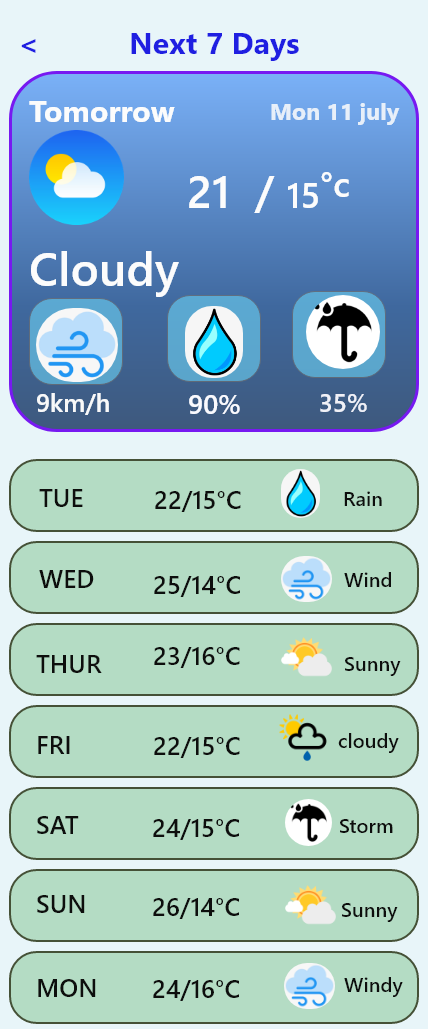 < Next 7 Days
Tomorrow Mon 11 july
21 / 15°C
Cloudy
9km/h 90% 35%
TUE 22/15°C Rain
WED 25/14°C Wind
THUR 23/16°C Sunny
FRI 22/15°C cloudy
SAT 24/15°C Storm
SUN 26/14°C Sunny
MON 24/16°C Windy